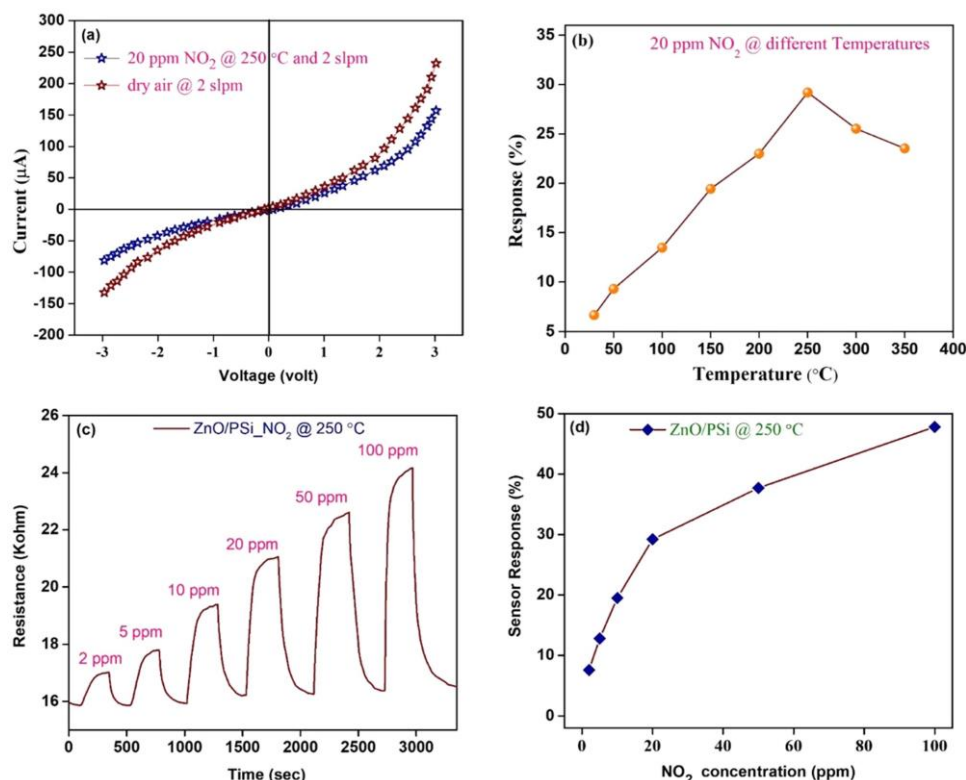 (a)
20 ppm NO₂ @ 250 °C and 2 slpm
dry air @ 2 slpm
300
250
200
150
100
50
0
-50
-100
-150
-200
-3
-2
-1
0
1
2
3
Current (μA)
Voltage (volt)
(b)
20 ppm NO₂ @ different Temperatures
35
30
25
20
15
10
5
0
50
100
150
200
250
300
350
400
Response (%)
Temperature (°C)
(c)
ZnO/PSi_NO₂ @ 250 °C
26
24
22
20
18
16
2 ppm
5 ppm
10 ppm
20 ppm
50 ppm
100 ppm
0
500
1000
1500
2000
2500
3000
Resistance (Kohm)
Time (sec)
(d)
ZnO/PSi @ 250 °C
50
40
30
20
10
0
0
20
40
60
80
100
Sensor Response (%)
NO₂ concentration (ppm)